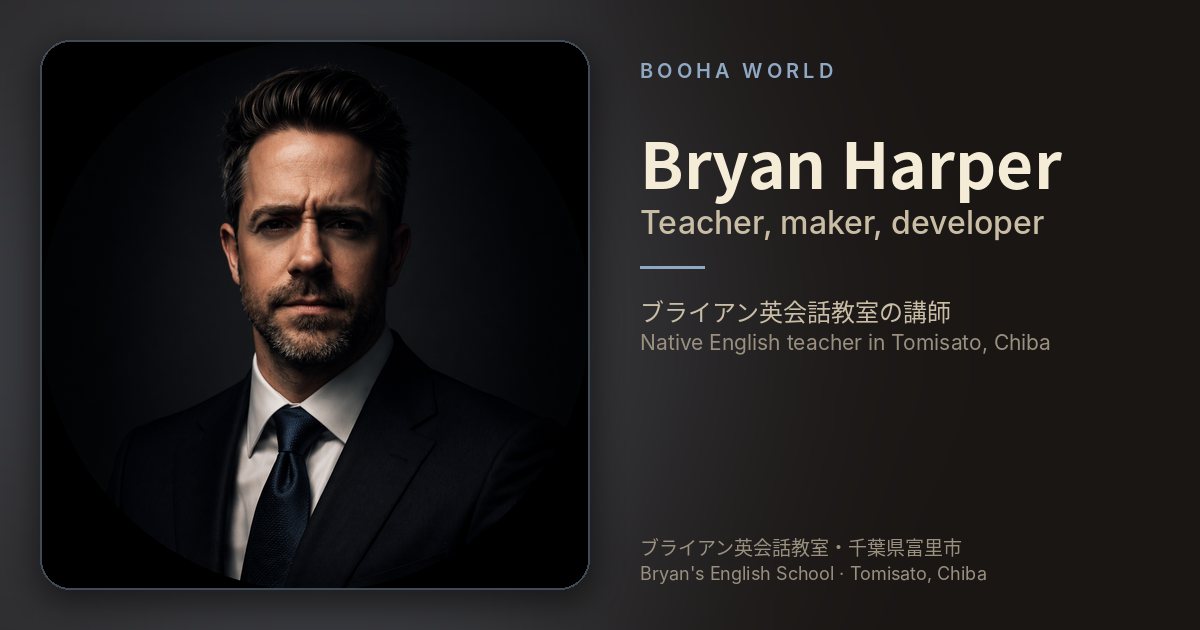 BOOHA WORLD
Bryan Harper
Teacher, maker, developer
ブライアン英会話教室の講師
Native English teacher in Tomisato, Chiba
ブライアン英会話教室・千葉県富里市
Bryan's English School · Tomisato, Chiba